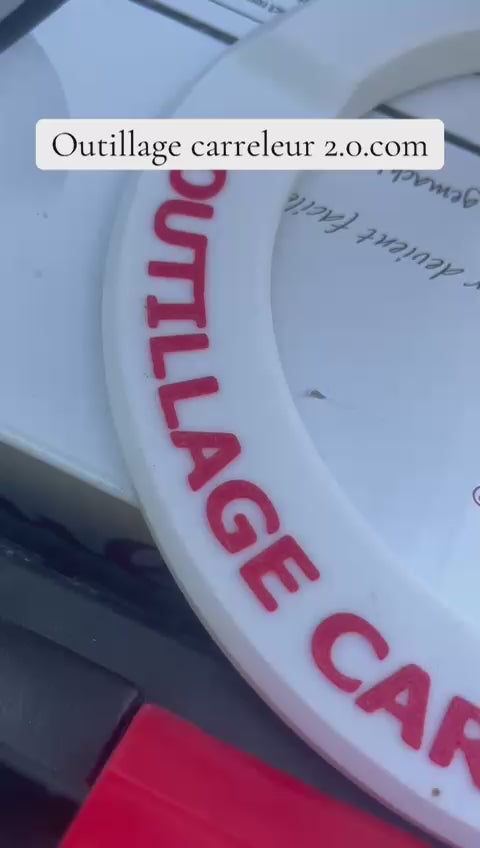 Outillage carreleur 2.0.com
OUTILLAGE CAR
devient facile